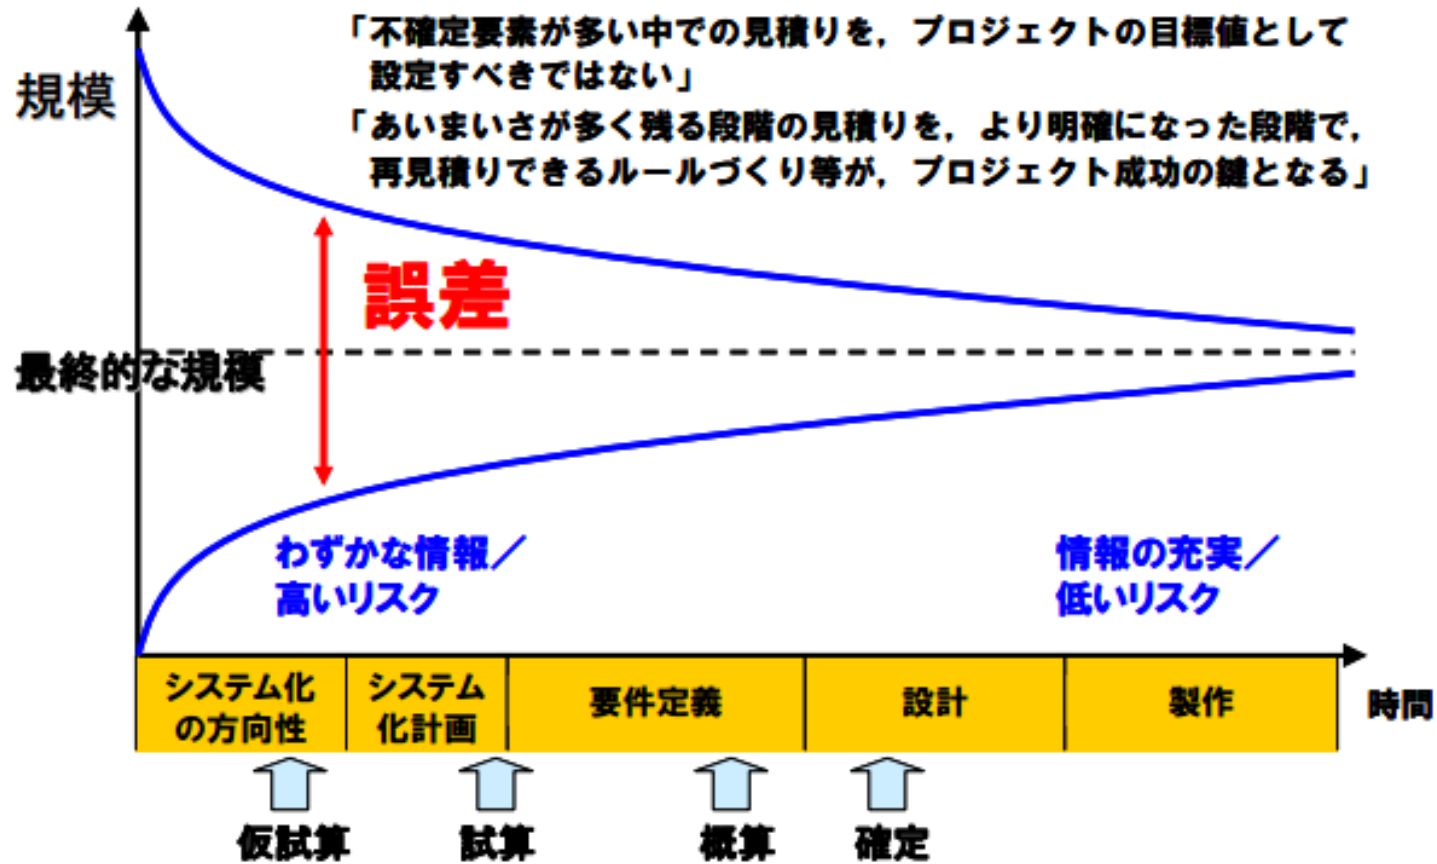 「不確定要素が多い中での見積りを，プロジェクトの目標値として
設定すべきではない」
「あいまいさが多く残る段階の見積りを，より明確になった段階で，
再見積りできるルールづくり等が，プロジェクト成功の鍵となる」
規模
誤差
最終的な規模
わずかな情報／
高いリスク
情報の充実／
低いリスク
システム化
の方向性
システム
化計画
要件定義
設計
製作
時間
仮試算
試算
概算
確定